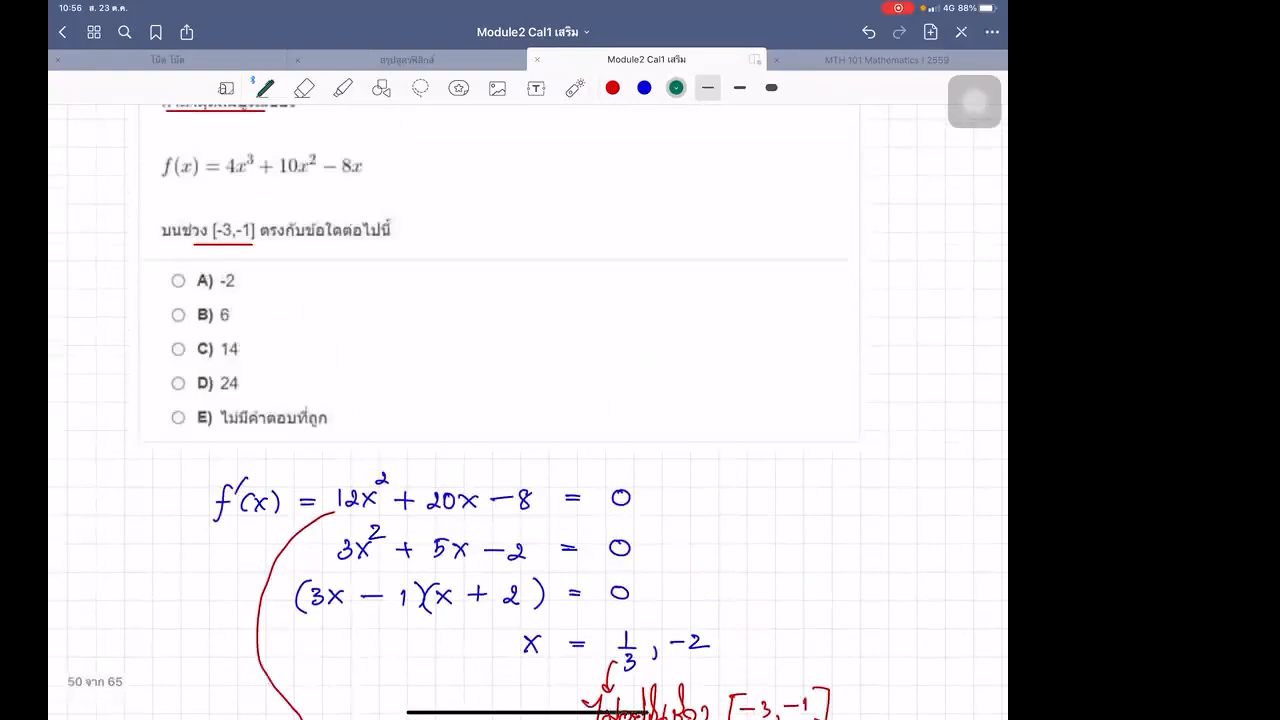 10:56 ส. 23 ต.ค.
4G 88%
Module2 Cal1 เสริม
โน้ต โน้ต
สรุปสูตรฟิสิกส์
Module2 Cal1 เสริม
MTH 101 Mathematics I 2559
f(x) = 4x³ + 10x² − 8x
บนช่วง [-3,-1] ตรงกับข้อใดต่อไปนี้
A) -2
B) 6
C) 14
D) 24
E) ไม่มีคำตอบที่ถูก
f'(x) = 12x² + 20x − 8 = 0
3x² + 5x − 2 = 0
(3x − 1)(x + 2) = 0
x = 1/3 , −2
50 จาก 65
[−3,−1]